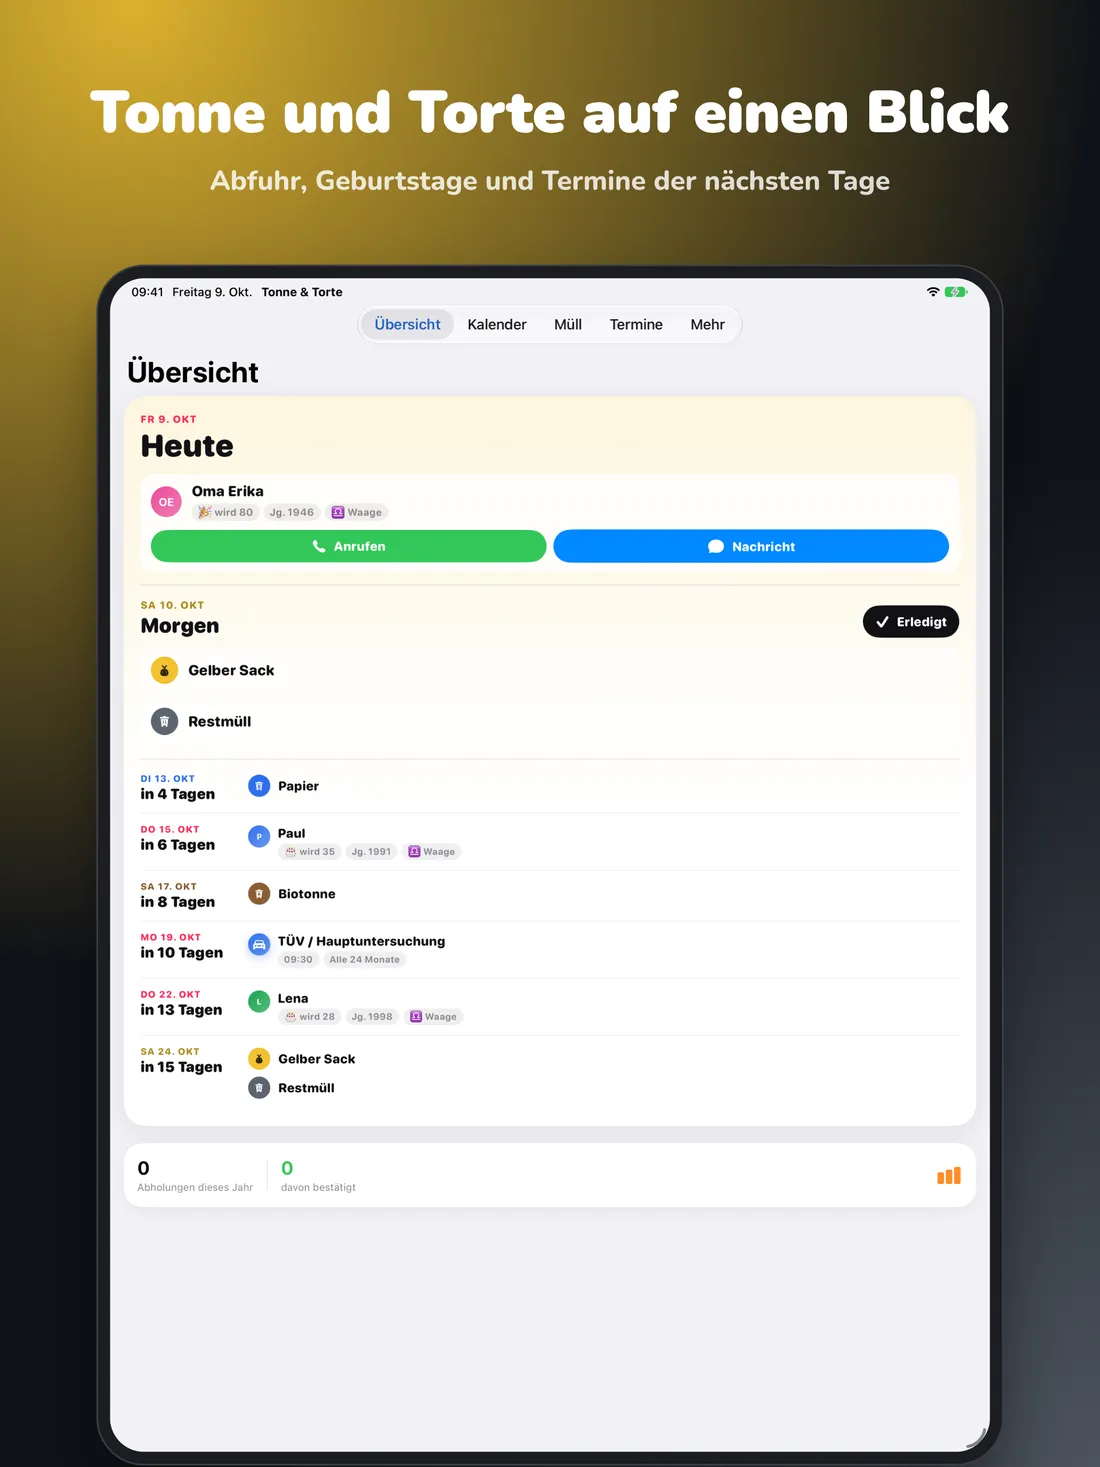 Tonne und Torte auf einen Blick
Abfuhr, Geburtstage und Termine der nächsten Tage
09:41 Freitag 9. Okt. Tonne & Torte
Übersicht Kalender Müll Termine Mehr
Übersicht
FR 9. OKT
Heute
OE Oma Erika
wird 80 Jg. 1946 Waage
Anrufen Nachricht
SA 10. OKT
Morgen
Erledigt
Gelber Sack
Restmüll
DI 13. OKT
in 4 Tagen
Papier
DO 15. OKT
in 6 Tagen
P Paul
wird 35 Jg. 1991 Waage
SA 17. OKT
in 8 Tagen
Biotonne
MO 19. OKT
in 10 Tagen
TÜV / Hauptuntersuchung
09:30 Alle 24 Monate
DO 22. OKT
in 13 Tagen
L Lena
wird 28 Jg. 1998 Waage
SA 24. OKT
in 15 Tagen
Gelber Sack
Restmüll
0
Abholungen dieses Jahr
0
davon bestätigt